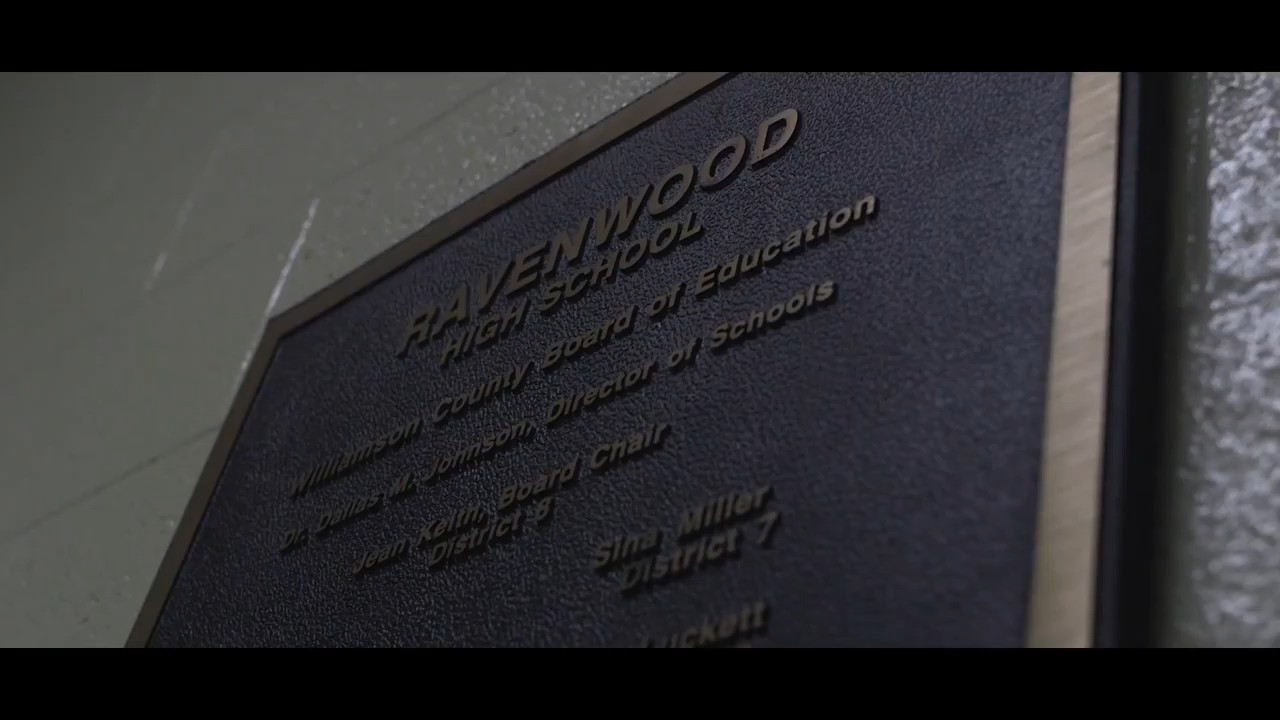 RAVENWOOD
HIGH SCHOOL
Williamson County Board of Education
Dr. Dallas M. Johnson, Director of Schools
Jean Keith, Board Chair
District 8
Sina Miller
District 7